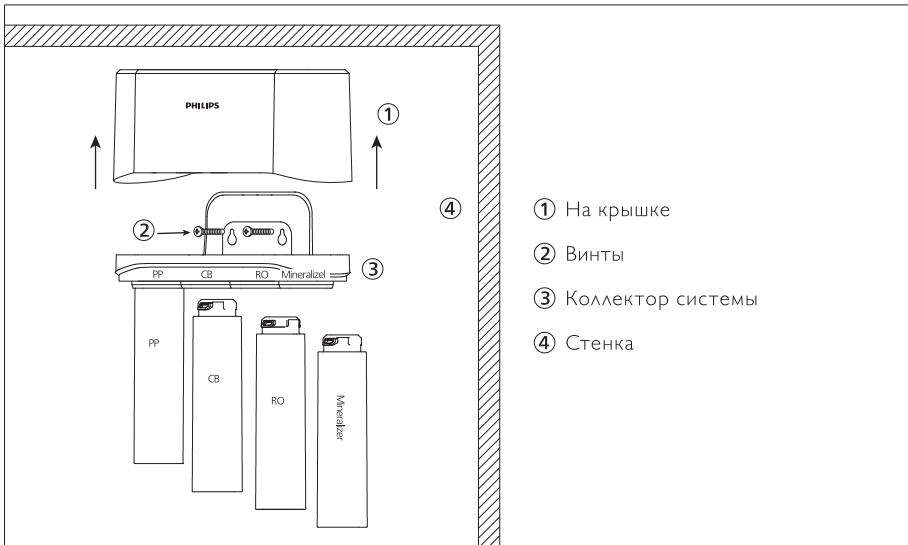 PHILIPS
①
④
②
③
PP CB RO Mineralizel
PP
CB
RO
Mineralizer
① На крышке
② Винты
③ Коллектор системы
④ Стенка